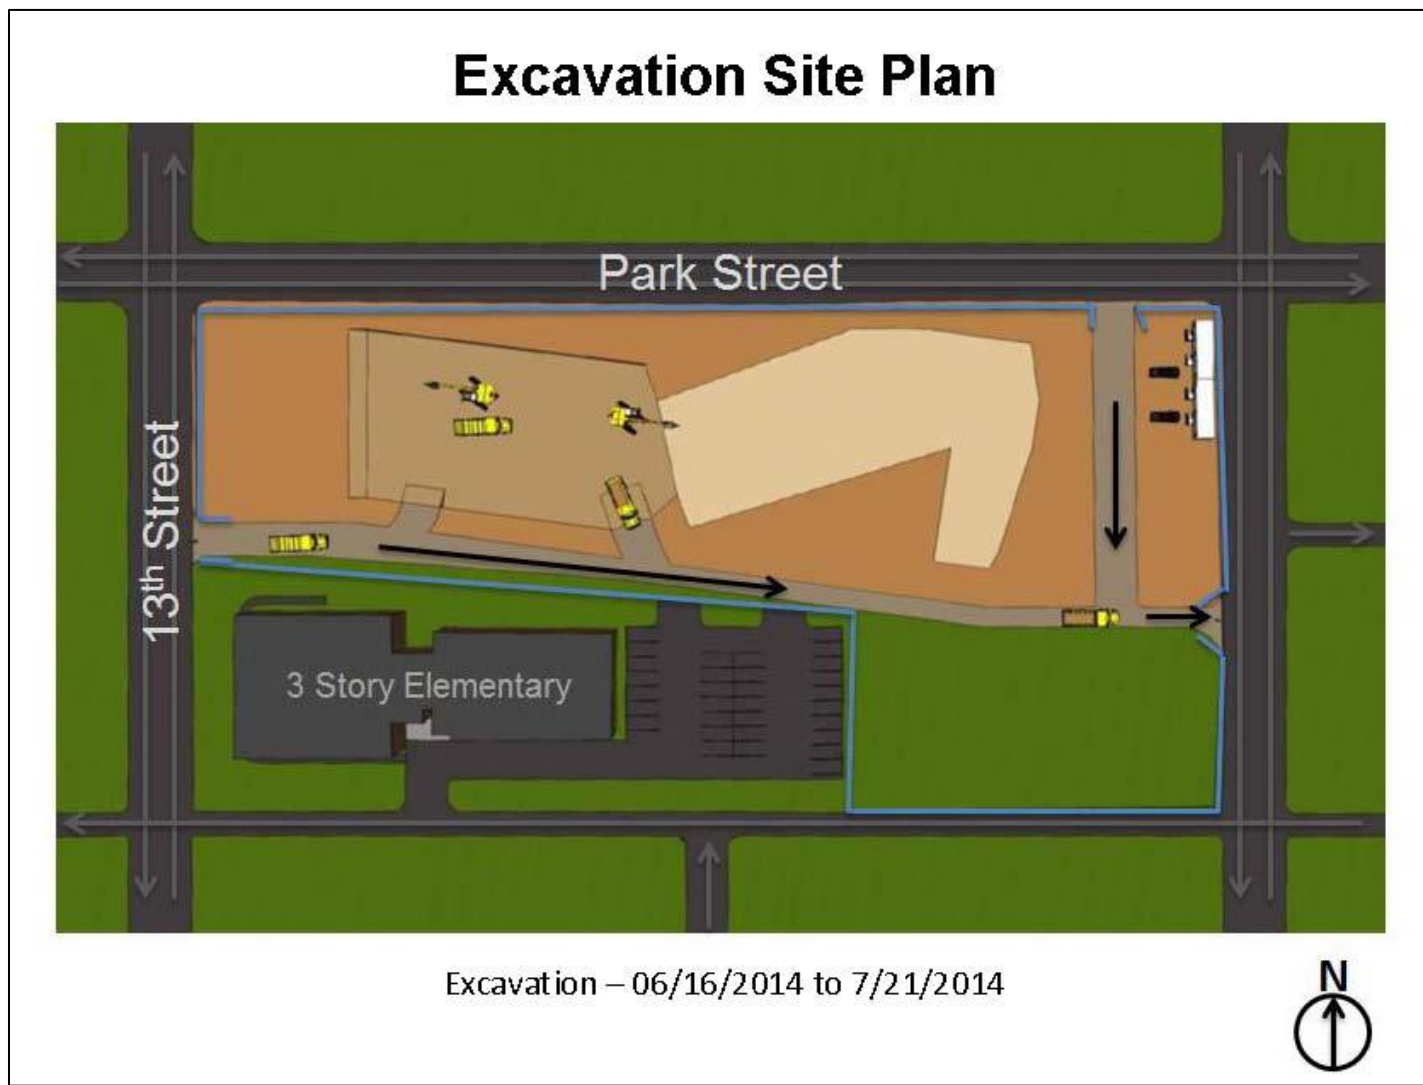 Excavation Site Plan
Park Street
13th Street
3 Story Elementary
Excavation – 06/16/2014 to 7/21/2014
N